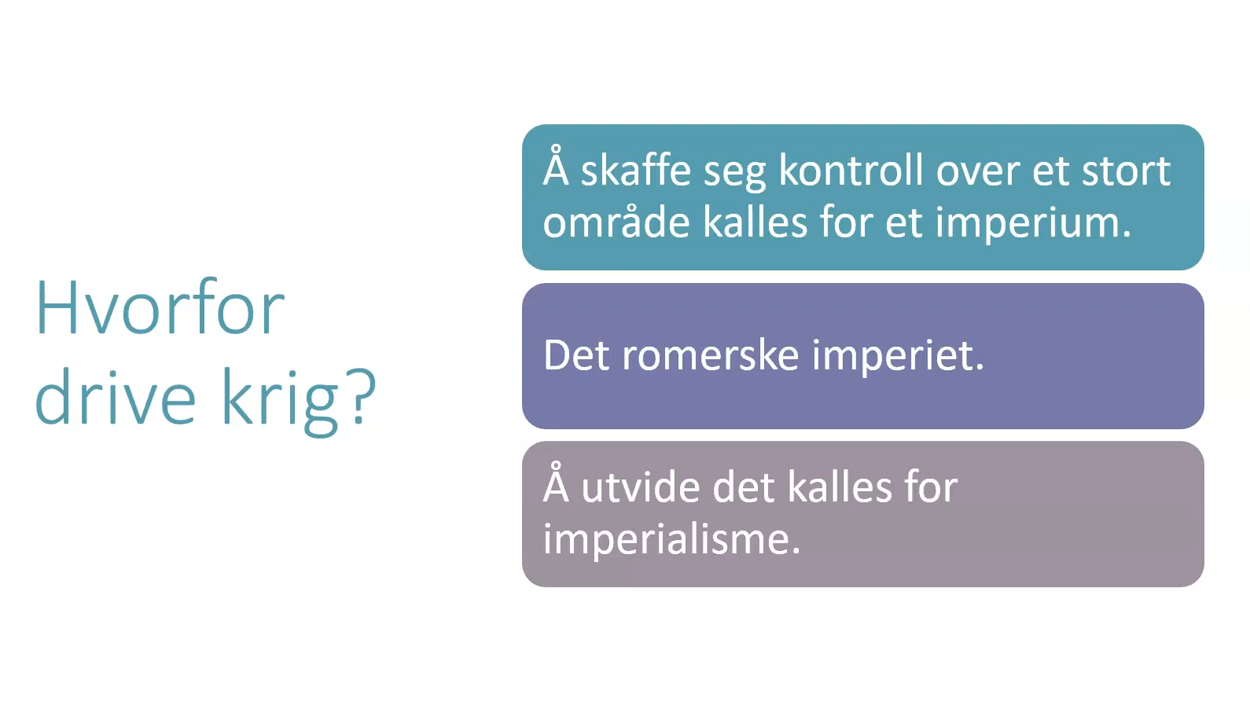 Hvorfor
drive krig?
Å skaffe seg kontroll over et stort
område kalles for et imperium.
Det romerske imperiet.
Å utvide det kalles for
imperialisme.